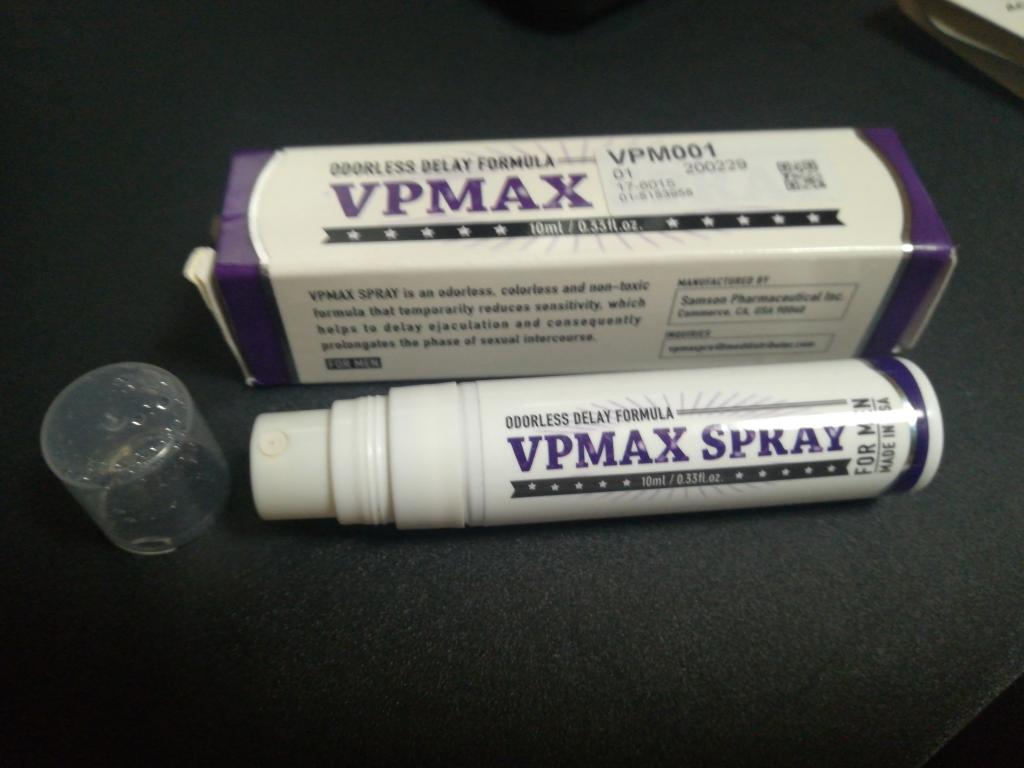 ODORLESS DELAY FORMULA
VPMAX
10ml / 0.33fl.oz.
VPM001
01 200229
17-0015
VPMAX SPRAY is an odorless, colorless and non-toxic
formula that temporarily reduces sensitivity, which
helps to delay ejaculation and consequently
prolongates the phase of sexual intercourse.
FOR MEN
MANUFACTURED BY
Samson Pharmaceutical Inc.
Commerce, CA, USA 90040
INQUIRIES
ODORLESS DELAY FORMULA
VPMAX SPRAY
10ml / 0.33fl.oz.
FOR MEN
MADE IN USA